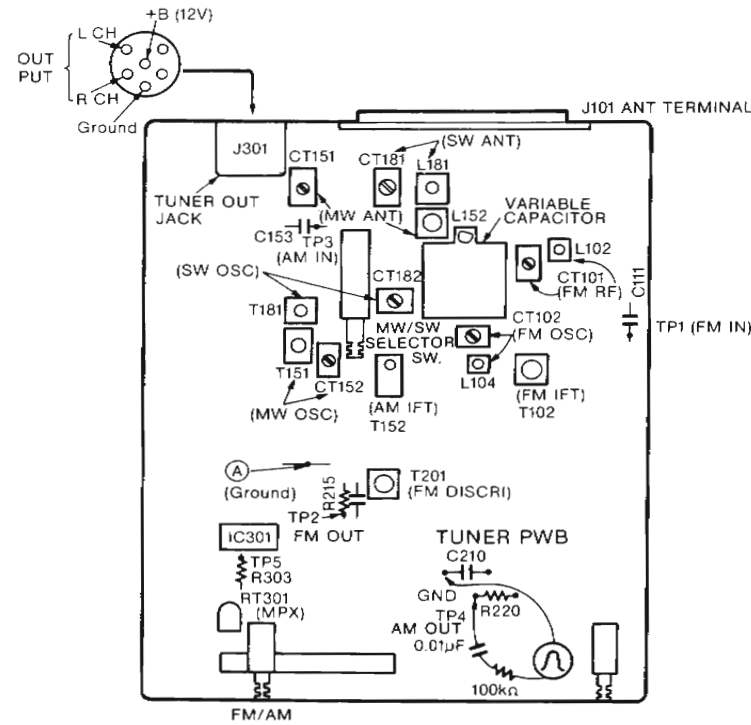 +B (12V)
L CH
OUT
PUT
R CH
Ground
J101 ANT TERMINAL
J301
TUNER OUT
JACK
CT151
CT181
(SW ANT)
L181
(MW ANT)
L152
VARIABLE
CAPACITOR
C153
TP3
(AM IN)
L102
CT101
(FM RF)
C111
TP1 (FM IN)
(SW OSC)
CT182
T181
MW/SW
SELECTOR
SW.
CT102
(FM OSC)
T151
CT152
(MW OSC)
(AM IFT)
T152
L104
(FM IFT)
T102
A
(Ground)
R215
T201
(FM DISCRI)
TP2
FM OUT
IC301
TP5
R303
RT301
(MPX)
TUNER PWB
C210
GND
R220
TP4
AM OUT
0.01µF
100kΩ
FM/AM